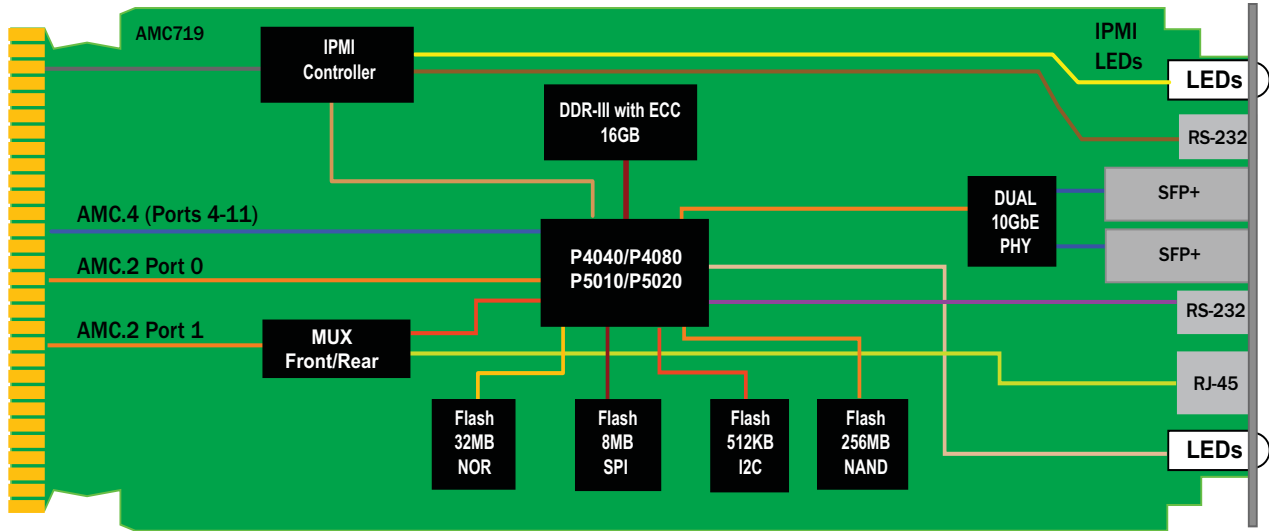 AMC719
IPMI
Controller
IPMI
LEDs
LEDs
DDR-III with ECC
16GB
RS-232
DUAL
10GbE
PHY
SFP+
SFP+
AMC.4 (Ports 4-11)
P4040/P4080
P5010/P5020
AMC.2 Port 0
RS-232
AMC.2 Port 1
MUX
Front/Rear
RJ-45
Flash
32MB
NOR
Flash
8MB
SPI
Flash
512KB
I2C
Flash
256MB
NAND
LEDs